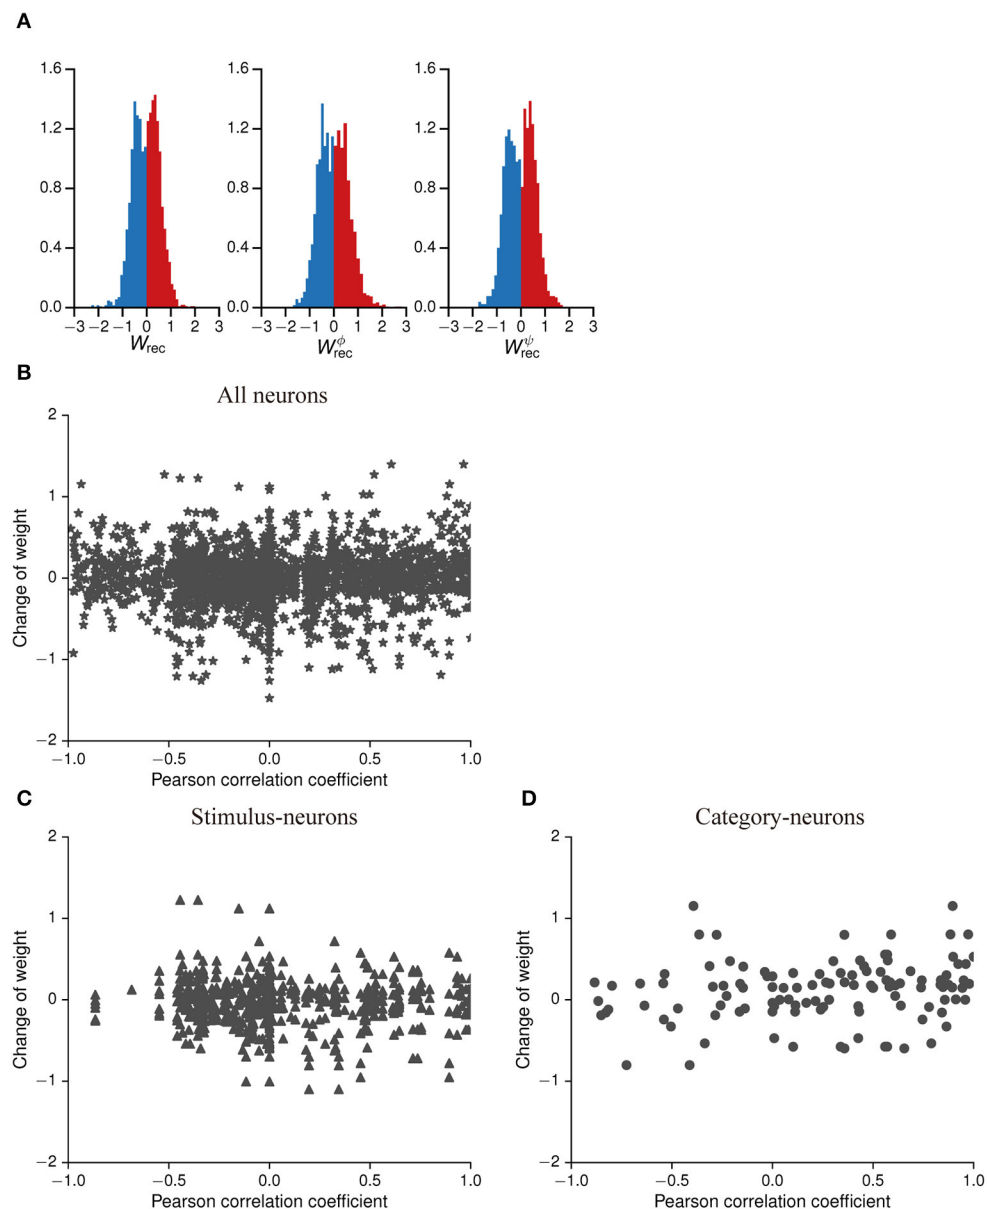 A
1.6 1.6 1.6
1.2 1.2 1.2
0.8 0.8 0.8
0.4 0.4 0.4
0.0 0.0 0.0
−3 −2 −1 0 1 2 3 −3 −2 −1 0 1 2 3 −3 −2 −1 0 1 2 3
W_rec W_rec^ϕ W_rec^ψ
B
All neurons
2
1
0
−1
−2
Change of weight
−1.0 −0.5 0.0 0.5 1.0
Pearson correlation coefficient
C
Stimulus-neurons
2
1
0
−1
−2
Change of weight
−1.0 −0.5 0.0 0.5 1.0
Pearson correlation coefficient
D
Category-neurons
2
1
0
−1
−2
Change of weight
−1.0 −0.5 0.0 0.5 1.0
Pearson correlation coefficient